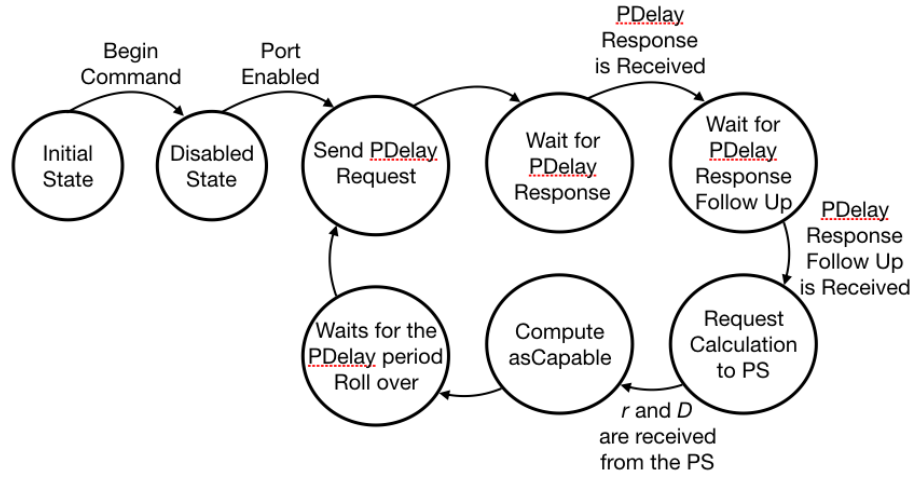 Begin
Command
Port
Enabled
PDelay
Response
is Received
Initial
State
Disabled
State
Send PDelay
Request
Wait for
PDelay
Response
Wait for
PDelay
Response
Follow Up
PDelay
Response
Follow Up
is Received
Waits for the
PDelay period
Roll over
Compute
asCapable
Request
Calculation
to PS
r and D
are received
from the PS